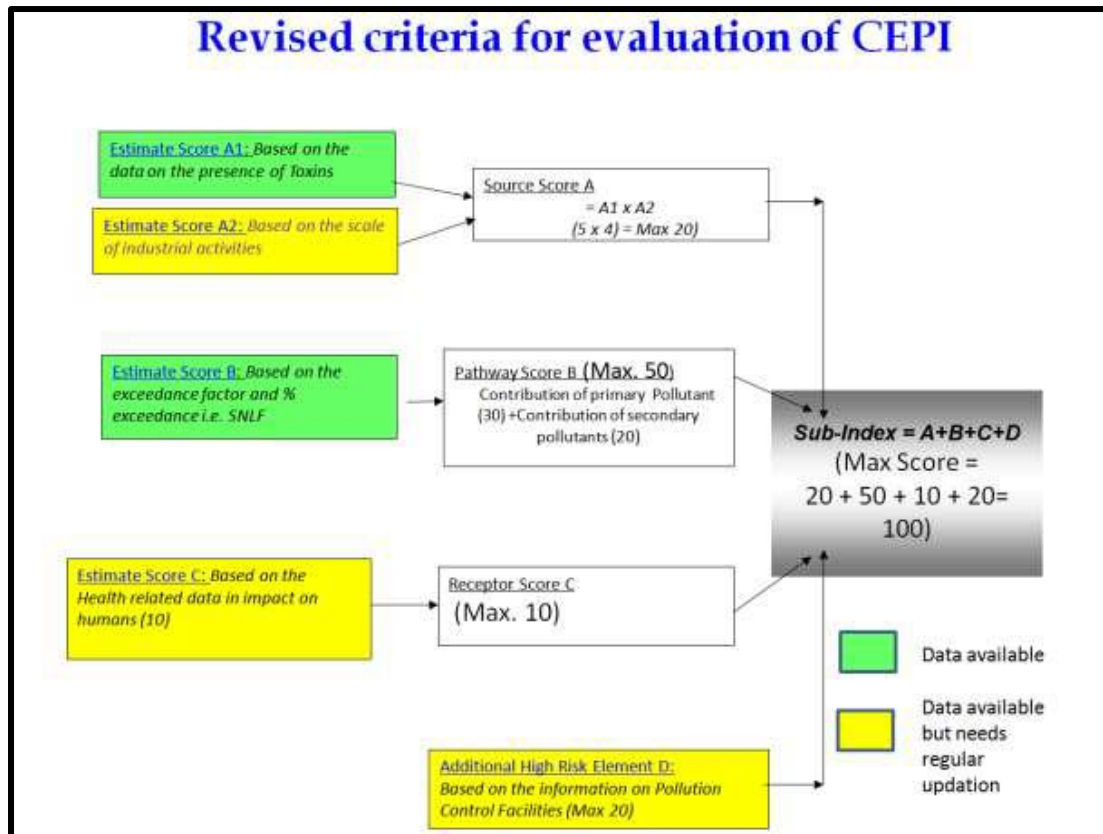 Revised criteria for evaluation of CEPI
Estimate Score A1: Based on the
data on the presence of Toxins
Estimate Score A2: Based on the scale
of industrial activities
Source Score A
= A1 x A2
(5 x 4) = Max 20)
Estimate Score B: Based on the
exceedance factor and %
exceedance i.e. SNLF
Pathway Score B (Max. 50)
Contribution of primary Pollutant
(30) +Contribution of secondary
pollutants (20)
Sub-Index = A+B+C+D
(Max Score =
20 + 50 + 10 + 20=
100)
Estimate Score C: Based on the
Health related data in impact on
humans (10)
Receptor Score C
(Max. 10)
Data available
Data available
but needs
regular
updation
Additional High Risk Element D:
Based on the information on Pollution
Control Facilities (Max 20)